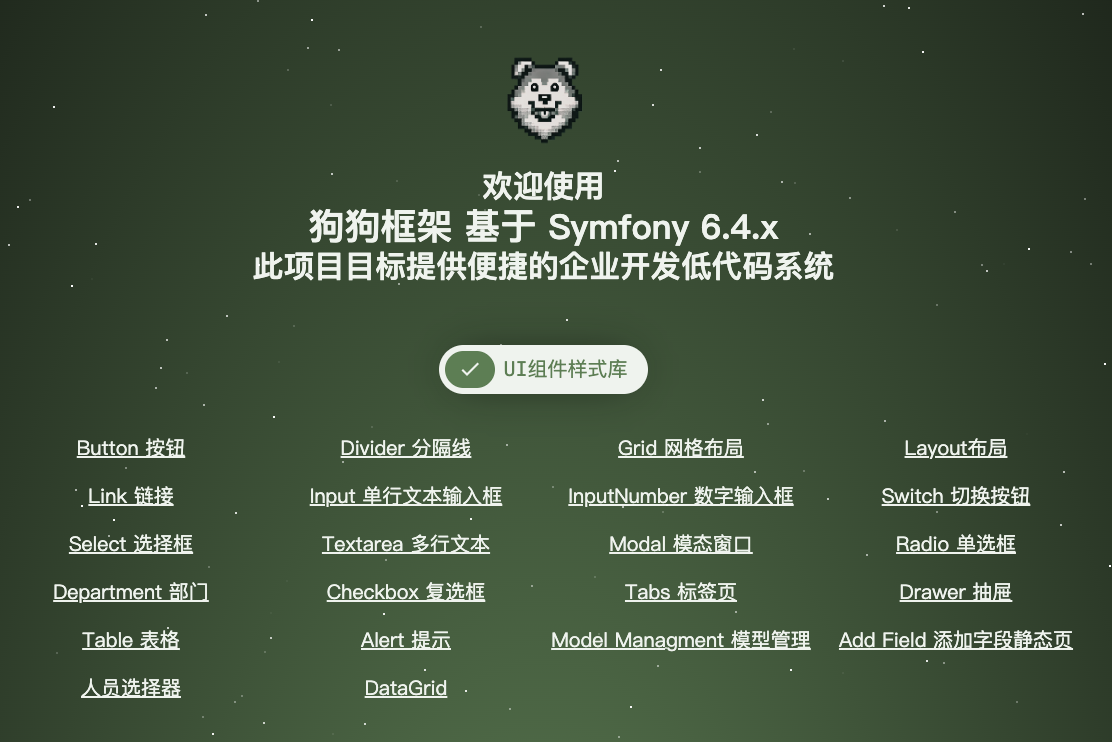 欢迎使用
狗狗框架 基于 Symfony 6.4.x
此项目目标提供便捷的企业开发低代码系统
UI组件样式库
Button 按钮 Divider 分隔线 Grid 网格布局 Layout布局
Link 链接 Input 单行文本输入框 InputNumber 数字输入框 Switch 切换按钮
Select 选择框 Textarea 多行文本 Modal 模态窗口 Radio 单选框
Department 部门 Checkbox 复选框 Tabs 标签页 Drawer 抽屉
Table 表格 Alert 提示 Model Managment 模型管理 Add Field 添加字段静态页
人员选择器 DataGrid